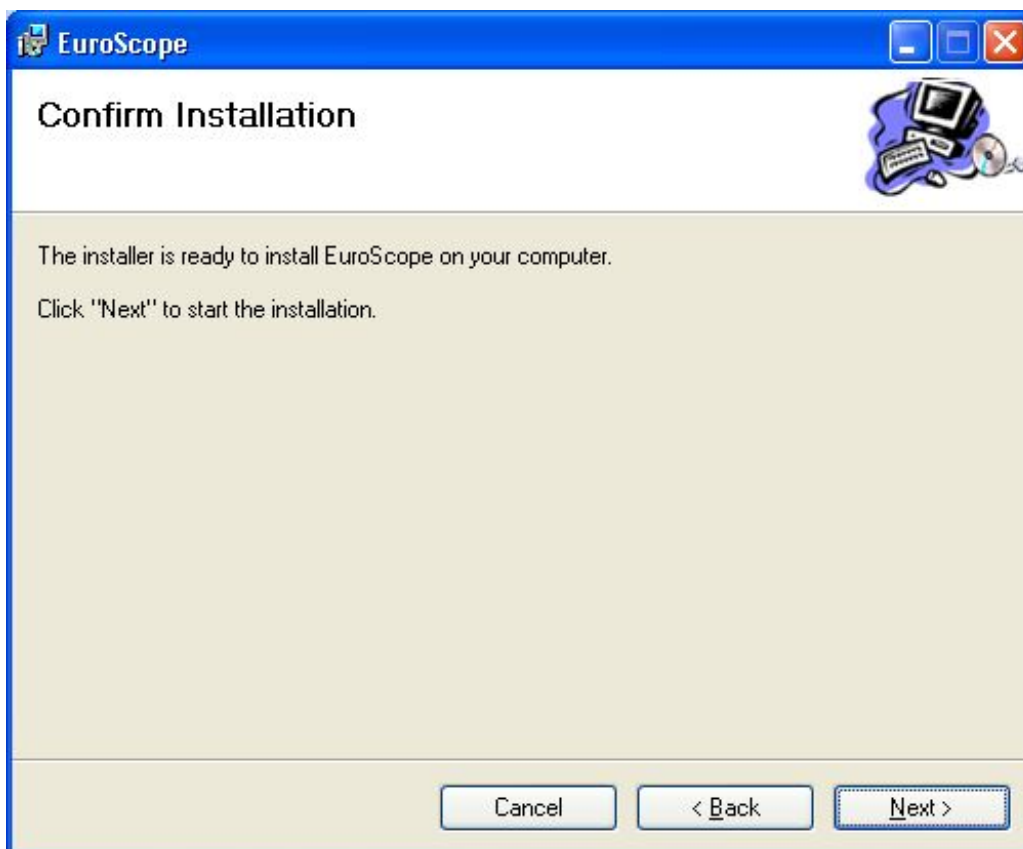 EuroScope
Confirm Installation
The installer is ready to install EuroScope on your computer.
Click "Next" to start the installation.
Cancel
< Back
Next >